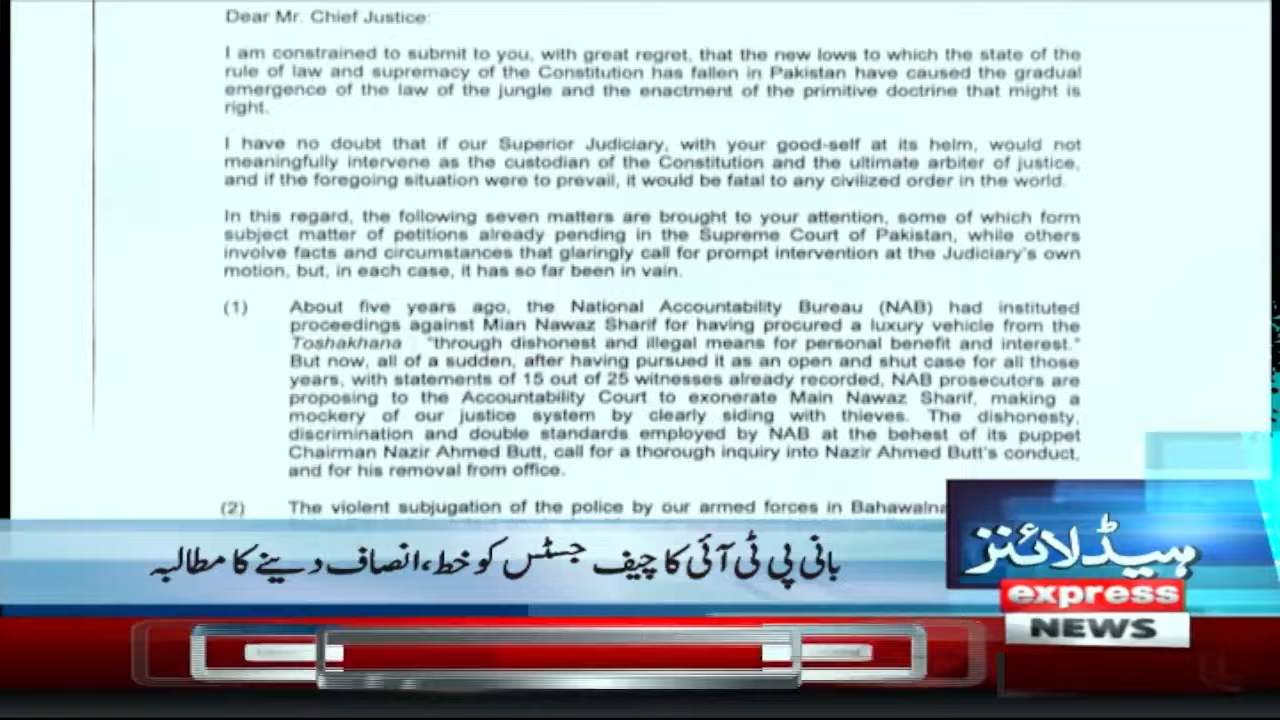 Dear Mr. Chief Justice:
I am constrained to submit to you, with great regret, that the new lows to which the state of the
rule of law and supremacy of the Constitution has fallen in Pakistan have caused the gradual
emergence of the law of the jungle and the enactment of the primitive doctrine that might is
right.
I have no doubt that if our Superior Judiciary, with your good-self at its helm, would not
meaningfully intervene as the custodian of the Constitution and the ultimate arbiter of justice,
and if the foregoing situation were to prevail, it would be fatal to any civilized order in the world.
In this regard, the following seven matters are brought to your attention, some of which form
subject matter of petitions already pending in the Supreme Court of Pakistan, while others
involve facts and circumstances that glaringly call for prompt intervention at the Judiciary's own
motion, but, in each case, it has so far been in vain.
(1) About five years ago, the National Accountability Bureau (NAB) had instituted
proceedings against Mian Nawaz Sharif for having procured a luxury vehicle from the
Toshakhana "through dishonest and illegal means for personal benefit and interest."
But now, all of a sudden, after having pursued it as an open and shut case for all those
years, with statements of 15 out of 25 witnesses already recorded, NAB prosecutors are
proposing to the Accountability Court to exonerate Main Nawaz Sharif, making a
mockery of our justice system by clearly siding with thieves. The dishonesty,
discrimination and double standards employed by NAB at the behest of its puppet
Chairman Nazir Ahmed Butt, call for a thorough inquiry into Nazir Ahmed Butt's conduct,
and for his removal from office.
(2) The violent subjugation of the police by our armed forces in Bahawalna
بانی پی ٹی آئی کا چیف جسٹس کو خط، انصاف دینے کا مطالبہ
ہیڈلائنز
express
NEWS